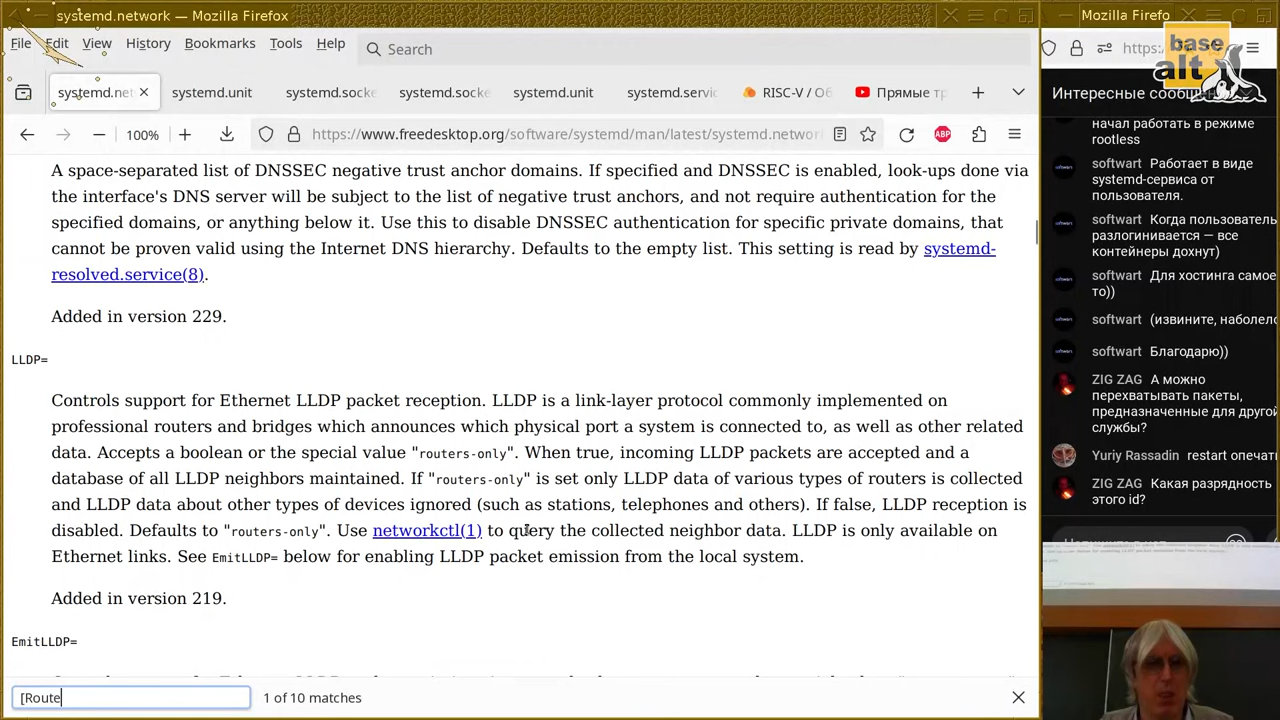 systemd.network — Mozilla Firefox
File Edit View History Bookmarks Tools Help
Search
systemd.net
systemd.unit
systemd.socke
systemd.socke
systemd.unit
systemd.servic
RISC-V / Об
Прямые тр
100%
https://www.freedesktop.org/software/systemd/man/latest/systemd.networ
ABP
A space-separated list of DNSSEC negative trust anchor domains. If specified and DNSSEC is enabled, look-ups done via
the interface's DNS server will be subject to the list of negative trust anchors, and not require authentication for the
specified domains, or anything below it. Use this to disable DNSSEC authentication for specific private domains, that
cannot be proven valid using the Internet DNS hierarchy. Defaults to the empty list. This setting is read by systemd-
resolved.service(8).
Added in version 229.
LLDP=
Controls support for Ethernet LLDP packet reception. LLDP is a link-layer protocol commonly implemented on
professional routers and bridges which announces which physical port a system is connected to, as well as other related
data. Accepts a boolean or the special value "routers-only". When true, incoming LLDP packets are accepted and a
database of all LLDP neighbors maintained. If "routers-only" is set only LLDP data of various types of routers is collected
and LLDP data about other types of devices ignored (such as stations, telephones and others). If false, LLDP reception is
disabled. Defaults to "routers-only". Use networkctl(1) to query the collected neighbor data. LLDP is only available on
Ethernet links. See EmitLLDP= below for enabling LLDP packet emission from the local system.
Added in version 219.
EmitLLDP=
[Route
1 of 10 matches
Mozilla Firefo
base
alt
https:
Интересные сообщ
начал работать в режиме
rootless
softwart Работает в виде
systemd-сервиса от
пользователя.
softwart Когда пользователь
разлогинивается — все
контейнеры дохнут)
softwart Для хостинга самое
то))
softwart (извините, наболело
softwart Благодарю))
ZIG ZAG А можно
перехватывать пакеты,
предназначенные для другой
службы?
Yuriy Rassadin restart опечат
ZIG ZAG Какая разрядность
этого id?